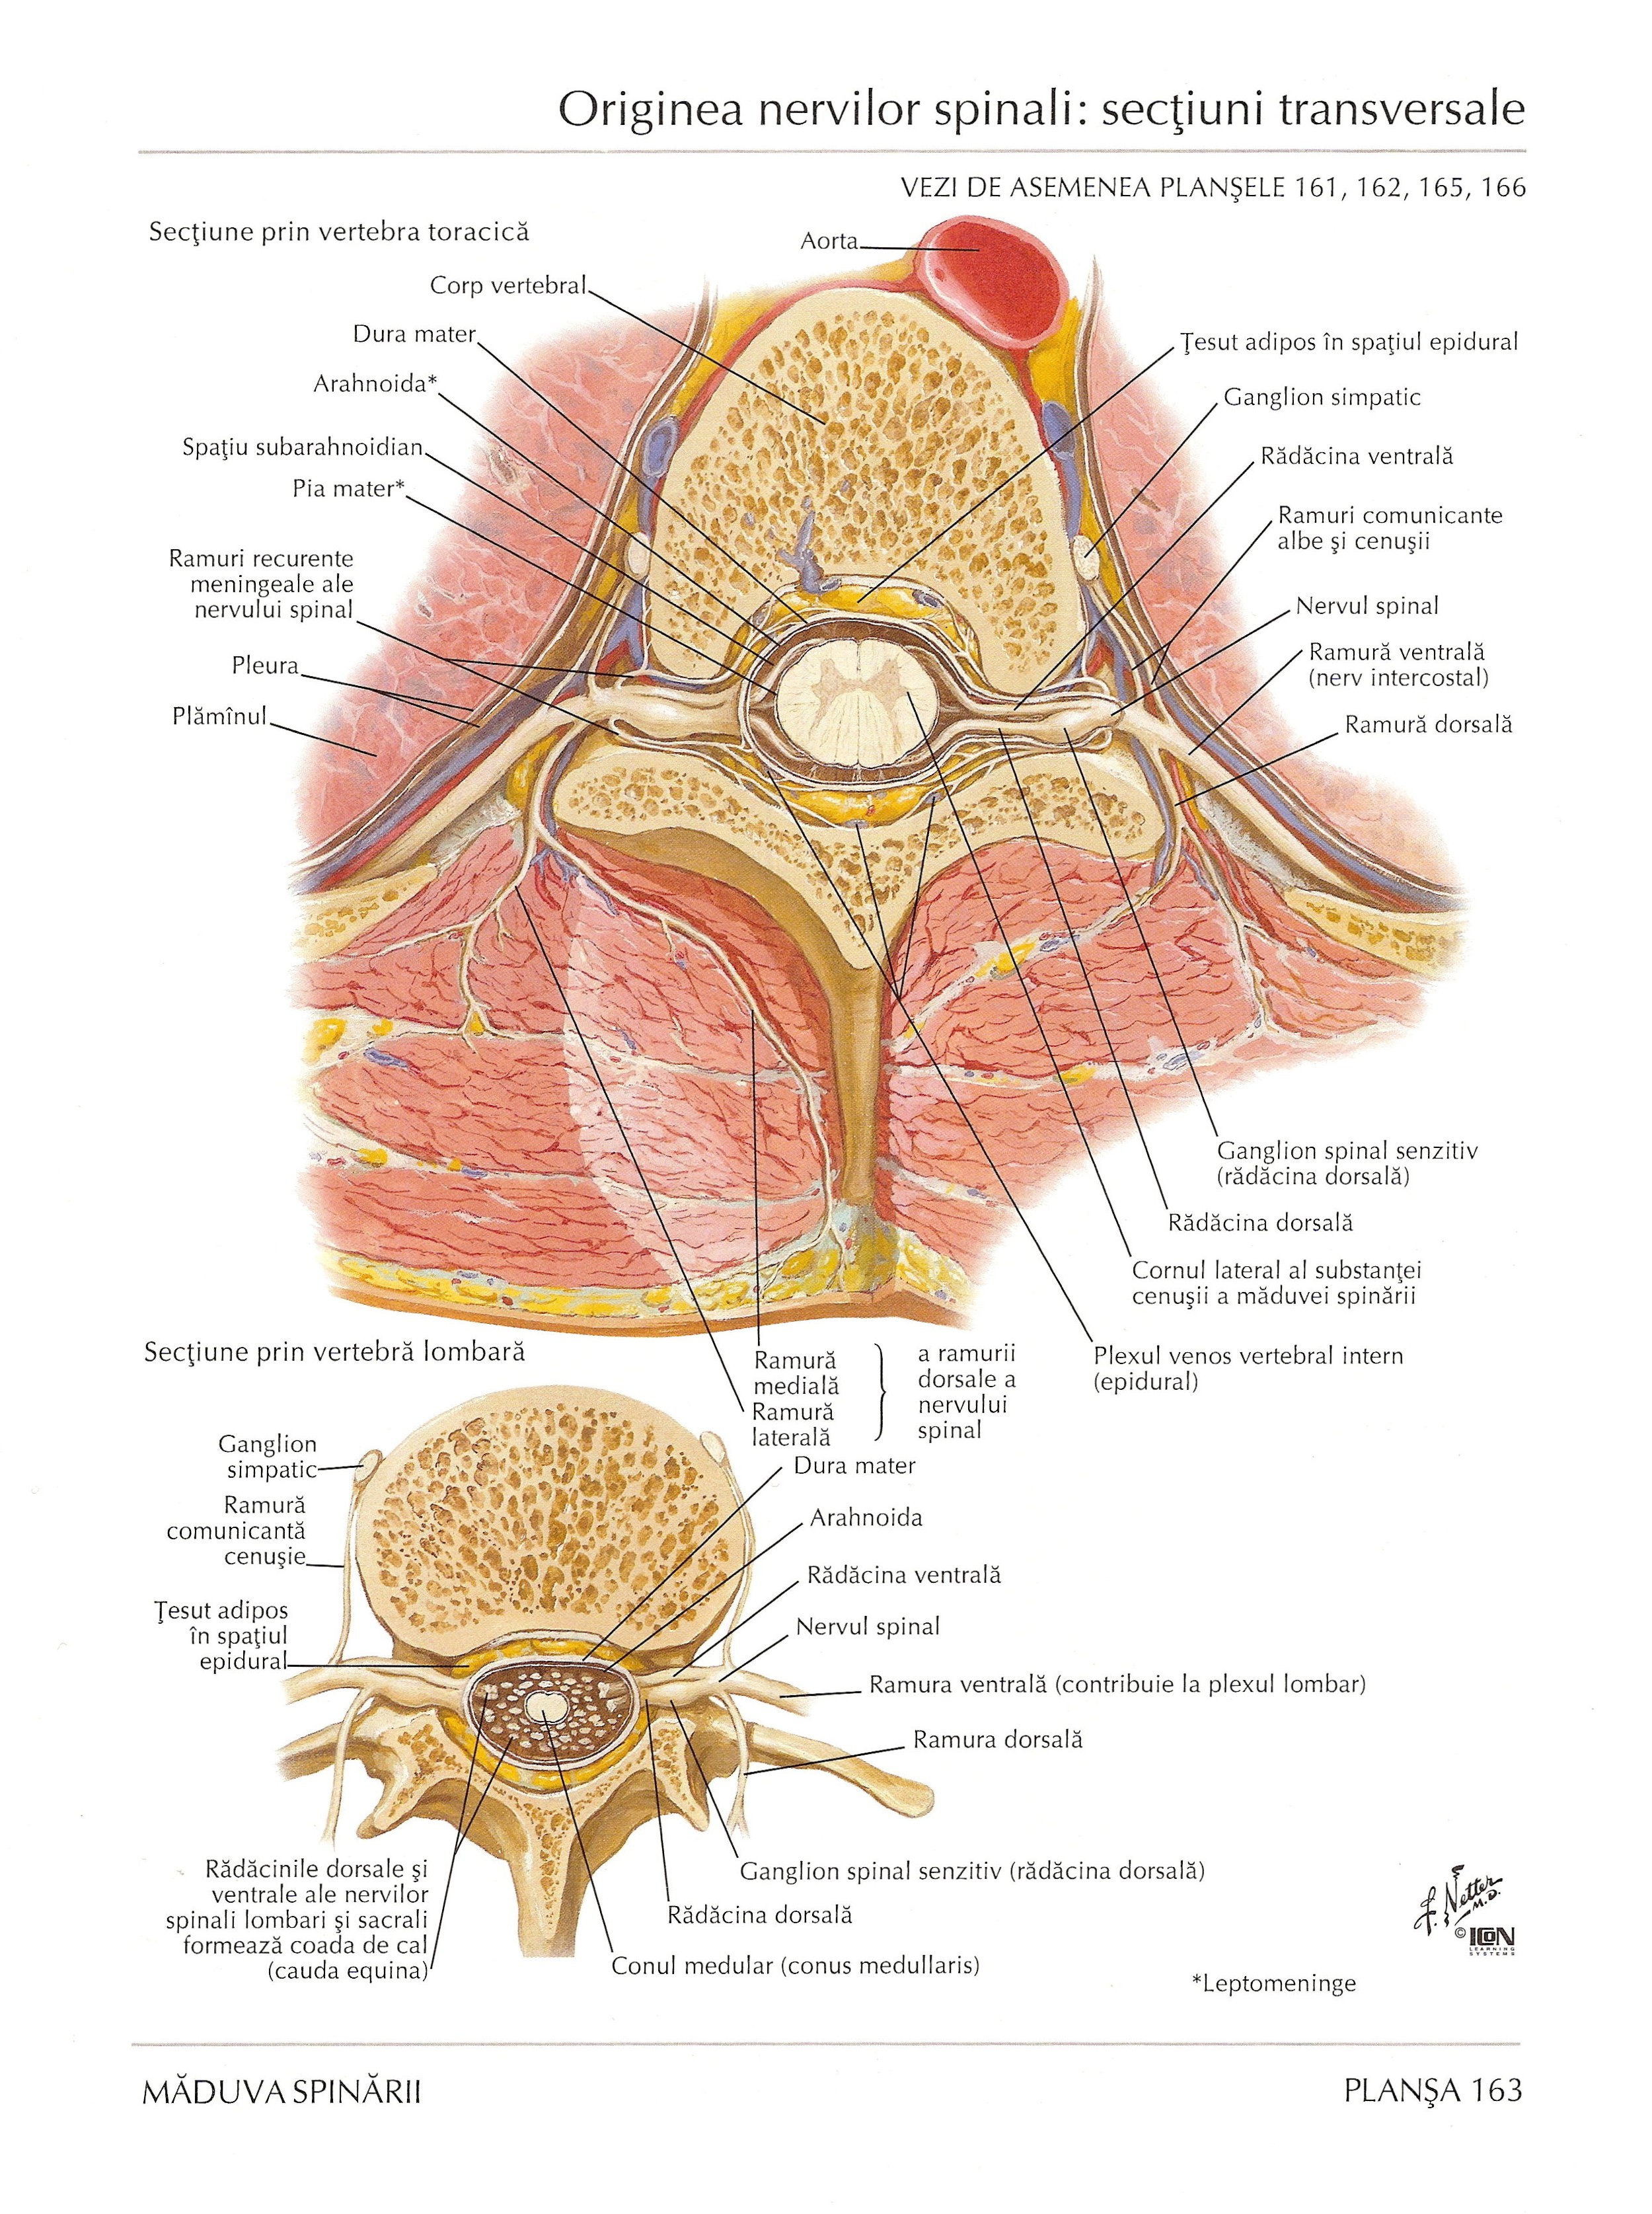 Originea nervilor spinali: secţiuni transversale
VEZI DE ASEMENEA PLANŞELE 161, 162, 165, 166
Secţiune prin vertebra toracică
Aorta
Corp vertebral
Dura mater
Arahnoida*
Spaţiu subarahnoidian
Pia mater*
Ramuri recurente
meningeale ale
nervului spinal
Pleura
Plămînul
Ţesut adipos în spaţiul epidural
Ganglion simpatic
Rădăcina ventrală
Ramuri comunicante
albe şi cenuşii
Nervul spinal
Ramură ventrală
(nerv intercostal)
Ramură dorsală
Ganglion spinal senzitiv
(rădăcina dorsală)
Rădăcina dorsală
Cornul lateral al substanţei
cenuşii a măduvei spinării
Plexul venos vertebral intern
(epidural)
Ramură
medială
Ramură
laterală
a ramurii
dorsale a
nervului
spinal
Secţiune prin vertebră lombară
Ganglion
simpatic
Ramură
comunicantă
cenuşie
Ţesut adipos
în spaţiul
epidural
Dura mater
Arahnoida
Rădăcina ventrală
Nervul spinal
Ramura ventrală (contribuie la plexul lombar)
Ramura dorsală
Ganglion spinal senzitiv (rădăcina dorsală)
Rădăcina dorsală
Conul medular (conus medullaris)
Rădăcinile dorsale şi
ventrale ale nervilor
spinali lombari şi sacrali
formează coada de cal
(cauda equina)
F. Netter
M.D.
© ICON
LEARNING
SYSTEMS
*Leptomeninge
MĂDUVA SPINĂRII
PLANŞA 163